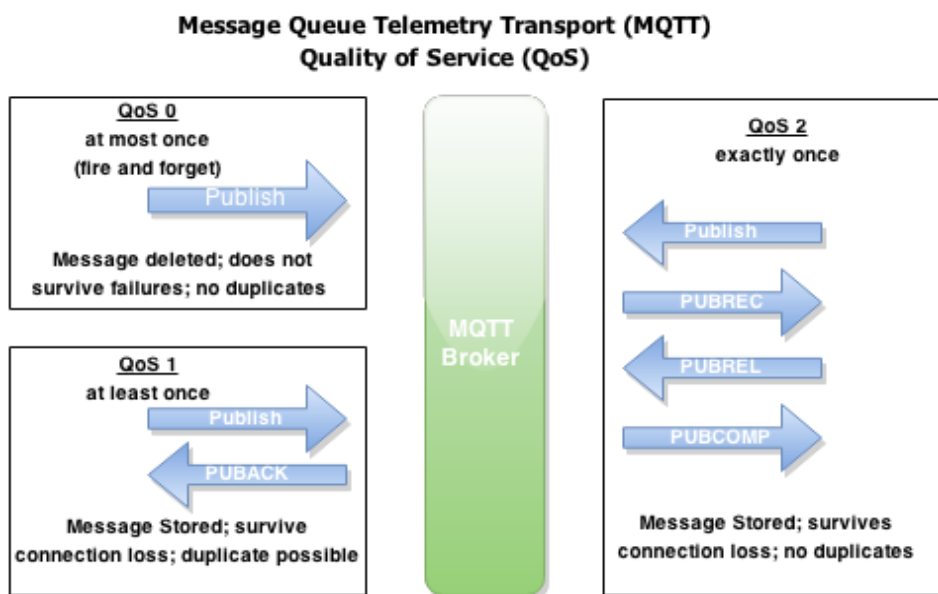 Message Queue Telemetry Transport (MQTT)
Quality of Service (QoS)
QoS 0
at most once
(fire and forget)
Publish
Message deleted; does not
survive failures; no duplicates
QoS 1
at least once
Publish
PUBACK
Message Stored; survive
connection loss; duplicate possible
MQTT
Broker
QoS 2
exactly once
Publish
PUBREC
PUBREL
PUBCOMP
Message Stored; survives
connection loss; no duplicates